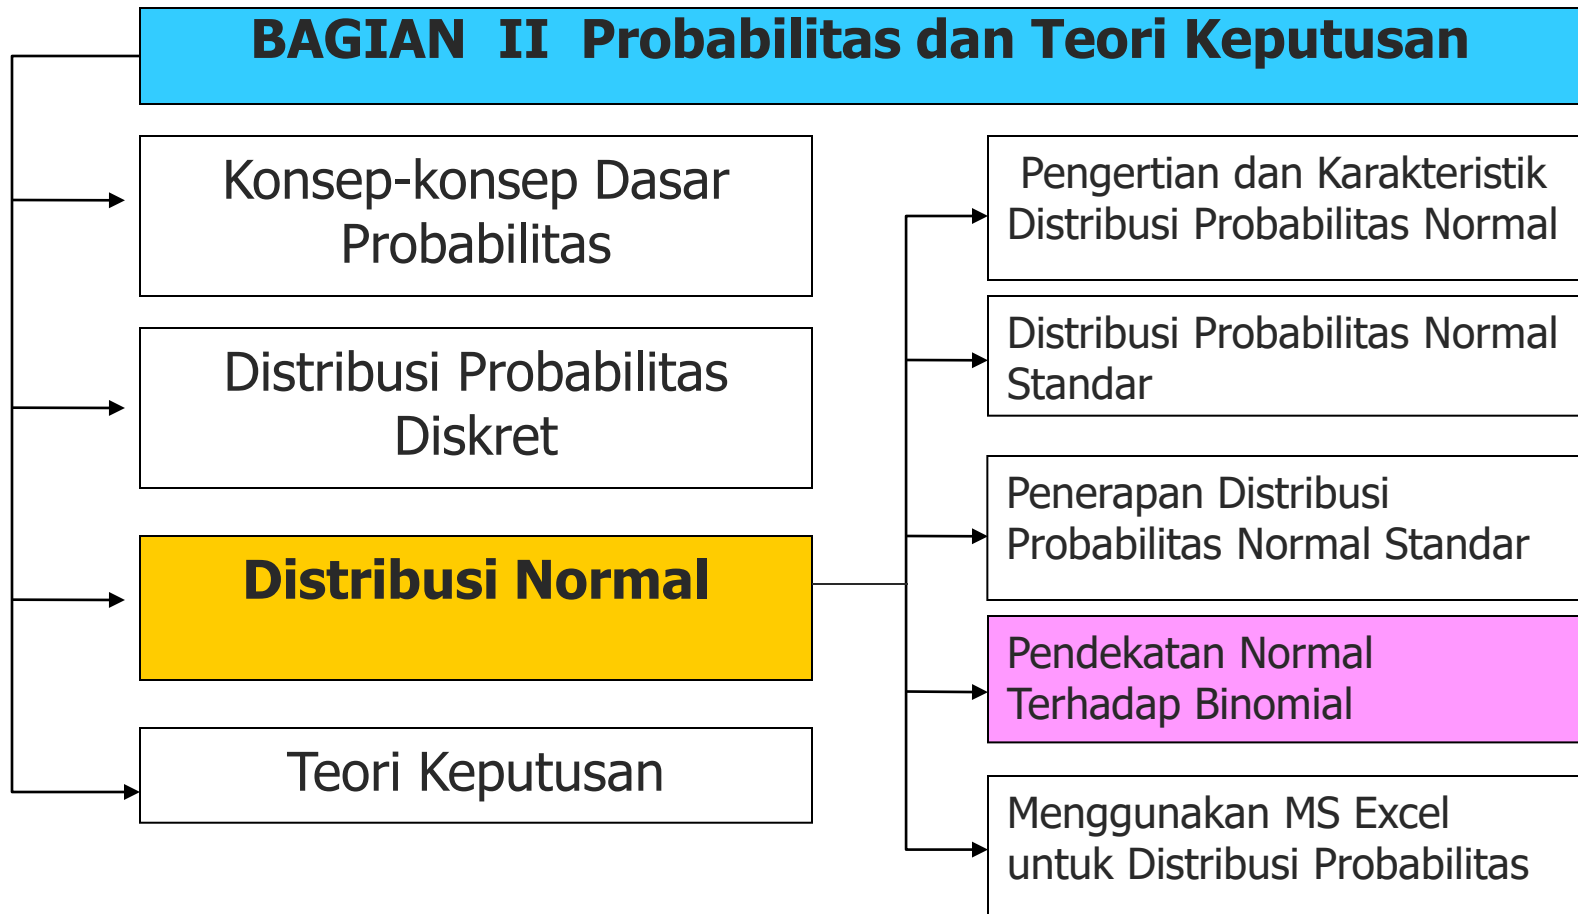 BAGIAN II Probabilitas dan Teori Keputusan
Konsep-konsep Dasar
Probabilitas
Distribusi Probabilitas
Diskret
Distribusi Normal
Teori Keputusan
Pengertian dan Karakteristik
Distribusi Probabilitas Normal
Distribusi Probabilitas Normal
Standar
Penerapan Distribusi
Probabilitas Normal Standar
Pendekatan Normal
Terhadap Binomial
Menggunakan MS Excel
untuk Distribusi Probabilitas